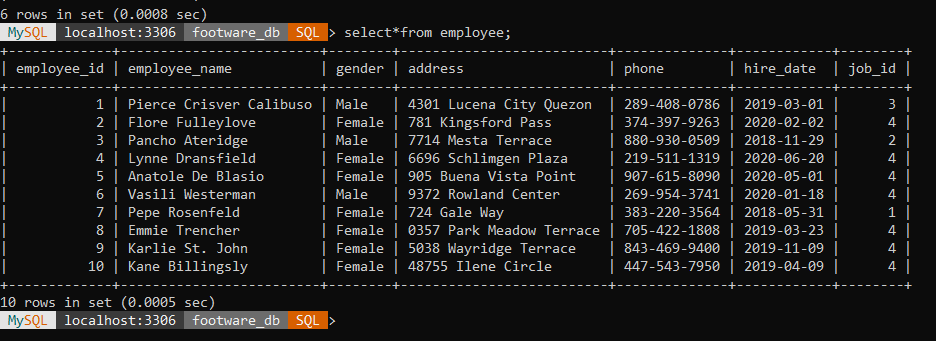 6 rows in set (0.0008 sec)
MySQL localhost:3306 footware_db SQL > select*from employee;
+-------------+--------------------------+--------+--------------------------+--------------+------------+--------+
| employee_id | employee_name | gender | address | phone | hire_date | job_id |
+-------------+--------------------------+--------+--------------------------+--------------+------------+--------+
| 1 | Pierce Crisver Calibuso | Male | 4301 Lucena City Quezon | 289-408-0786 | 2019-03-01 | 3 |
| 2 | Flore Fulleylove | Female | 781 Kingsford Pass | 374-397-9263 | 2020-02-02 | 4 |
| 3 | Pancho Ateridge | Male | 7714 Mesta Terrace | 880-930-0509 | 2018-11-29 | 2 |
| 4 | Lynne Dransfield | Female | 6696 Schlimgen Plaza | 219-511-1319 | 2020-06-20 | 4 |
| 5 | Anatole De Blasio | Female | 905 Buena Vista Point | 907-615-8090 | 2020-05-01 | 4 |
| 6 | Vasili Westerman | Male | 9372 Rowland Center | 269-954-3741 | 2020-01-18 | 4 |
| 7 | Pepe Rosenfeld | Female | 724 Gale Way | 383-220-3564 | 2018-05-31 | 1 |
| 8 | Emmie Trencher | Female | 0357 Park Meadow Terrace | 705-422-1808 | 2019-03-23 | 4 |
| 9 | Karlie St. John | Female | 5038 Wayridge Terrace | 843-469-9400 | 2019-11-09 | 4 |
| 10 | Kane Billingsly | Female | 48755 Ilene Circle | 447-543-7950 | 2019-04-09 | 4 |
+-------------+--------------------------+--------+--------------------------+--------------+------------+--------+
10 rows in set (0.0005 sec)
MySQL localhost:3306 footware_db SQL >